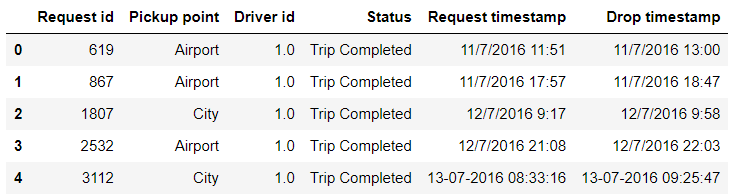 Request id Pickup point Driver id Status Request timestamp Drop timestamp
0 619 Airport 1.0 Trip Completed 11/7/2016 11:51 11/7/2016 13:00
1 867 Airport 1.0 Trip Completed 11/7/2016 17:57 11/7/2016 18:47
2 1807 City 1.0 Trip Completed 12/7/2016 9:17 12/7/2016 9:58
3 2532 Airport 1.0 Trip Completed 12/7/2016 21:08 12/7/2016 22:03
4 3112 City 1.0 Trip Completed 13-07-2016 08:33:16 13-07-2016 09:25:47